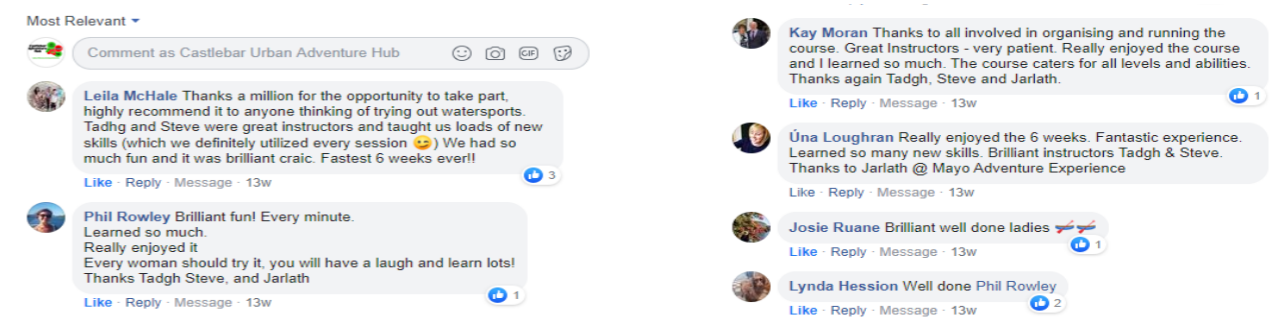 Most Relevant
Comment as Castlebar Urban Adventure Hub
GIF
Leila McHale Thanks a million for the opportunity to take part,
highly recommend it to anyone thinking of trying out watersports.
Tadhg and Steve were great instructors and taught us loads of new
skills (which we definitely utilized every session 😉) We had so
much fun and it was brilliant craic. Fastest 6 weeks ever!!
3
Like · Reply · Message · 13w
Phil Rowley Brilliant fun! Every minute.
Learned so much.
Really enjoyed it
Every woman should try it, you will have a laugh and learn lots!
Thanks Tadgh Steve, and Jarlath
1
Like · Reply · Message · 13w
Kay Moran Thanks to all involved in organising and running the
course. Great Instructors - very patient. Really enjoyed the course
and I learned so much. The course caters for all levels and abilities.
Thanks again Tadgh, Steve and Jarlath.
1
Like · Reply · Message · 13w
Úna Loughran Really enjoyed the 6 weeks. Fantastic experience.
Learned so many new skills. Brilliant instructors Tadgh & Steve.
Thanks to Jarlath @ Mayo Adventure Experience
Like · Reply · Message · 13w
Josie Ruane Brilliant well done ladies 🛶🛶
1
Like · Reply · Message · 13w
Lynda Hession Well done Phil Rowley
2
Like · Reply · Message · 13w